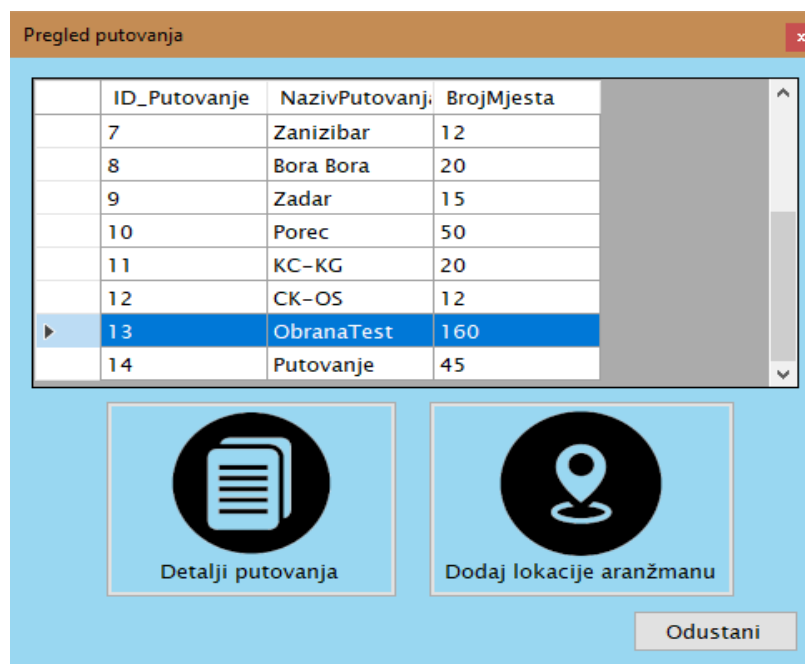 Pregled putovanja
x
ID_Putovanje NazivPutovanj BrojMjesta
7 Zanizibar 12
8 Bora Bora 20
9 Zadar 15
10 Porec 50
11 KC-KG 20
12 CK-OS 12
13 ObranaTest 160
14 Putovanje 45
Detalji putovanja Dodaj lokacije aranžmanu
Odustani